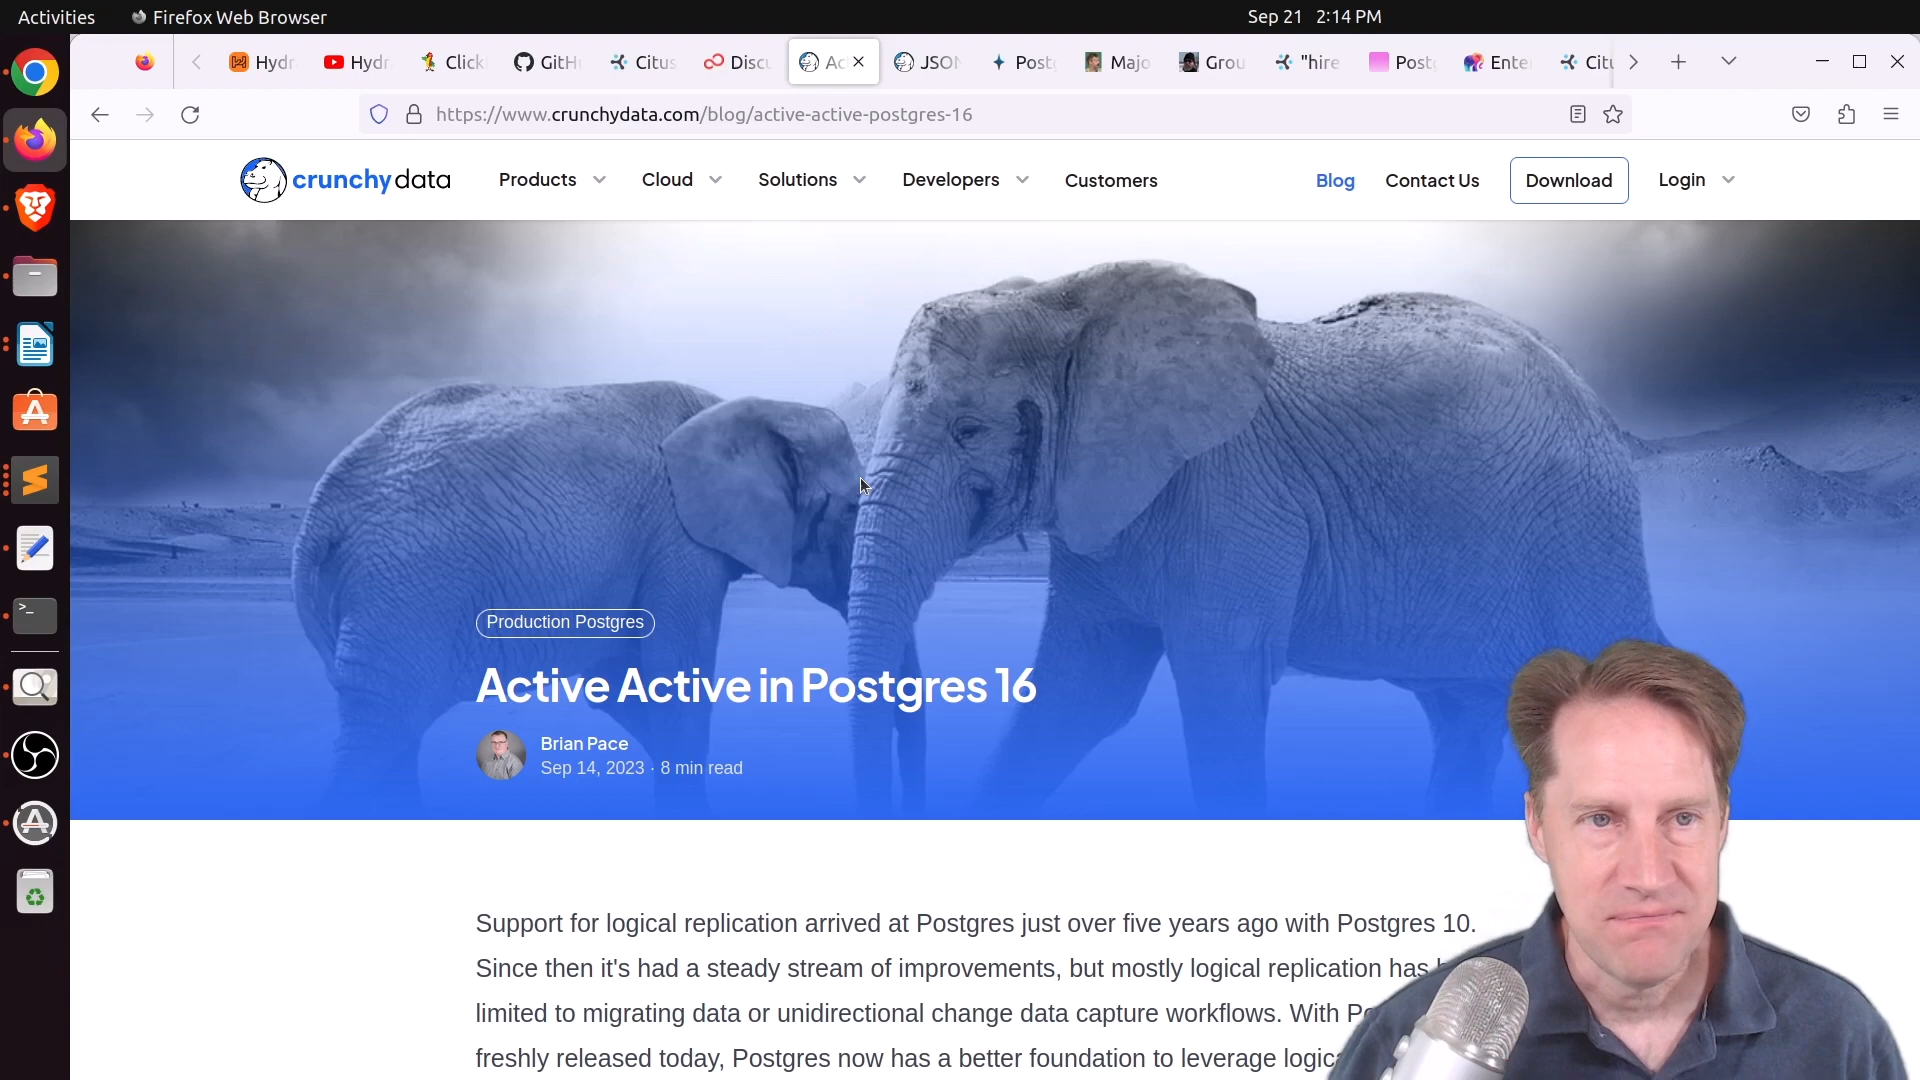 Activities
Firefox Web Browser
Sep 21 2:14 PM
Hydr
Hydr
Click
GitH
Citus
Discu
Ac
JSON
Post
Majo
Grou
"hire
Post
Ente
Citu
https://www.crunchydata.com/blog/active-active-postgres-16
crunchy data
Products
Cloud
Solutions
Developers
Customers
Blog
Contact Us
Download
Login
Production Postgres
Active Active in Postgres 16
Brian Pace
Sep 14, 2023 · 8 min read
Support for logical replication arrived at Postgres just over five years ago with Postgres 10.
Since then it's had a steady stream of improvements, but mostly logical replication has
limited to migrating data or unidirectional change data capture workflows. With
freshly released today, Postgres now has a better foundation to leverage